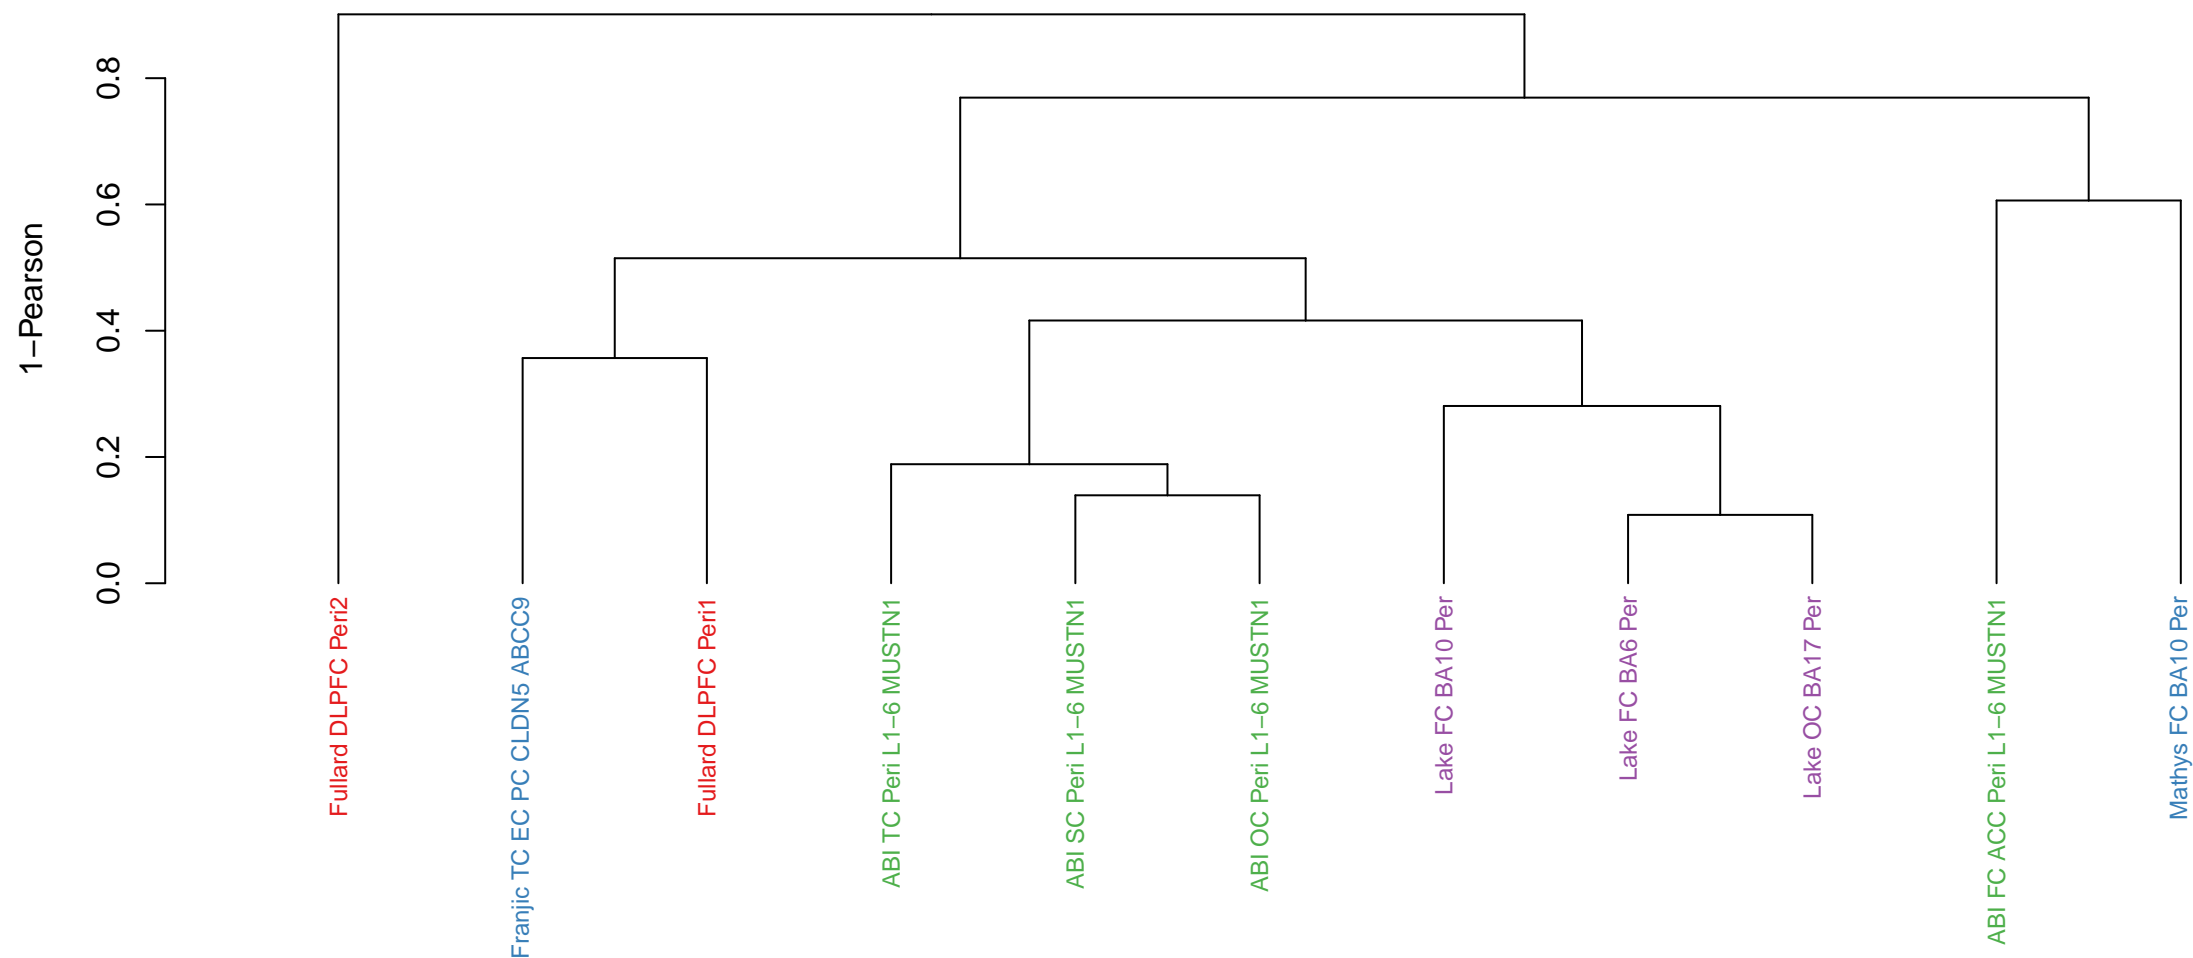 1−Pearson
0.8
0.6
0.4
0.2
0.0
Fullard DLPFC Peri2
Franjic TC EC PC CLDN5 ABCC9
Fullard DLPFC Peri1
ABI TC Peri L1−6 MUSTN1
ABI SC Peri L1−6 MUSTN1
ABI OC Peri L1−6 MUSTN1
Lake FC BA10 Per
Lake FC BA6 Per
Lake OC BA17 Per
ABI FC ACC Peri L1−6 MUSTN1
Mathys FC BA10 Per